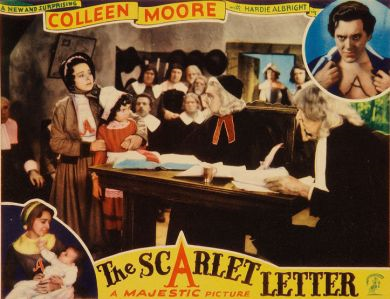 A NEW AND SURPRISING
COLLEEN MOORE
WITH HARDIE ALBRIGHT
A
A
THE SCARLET LETTER
A MAJESTIC PICTURE